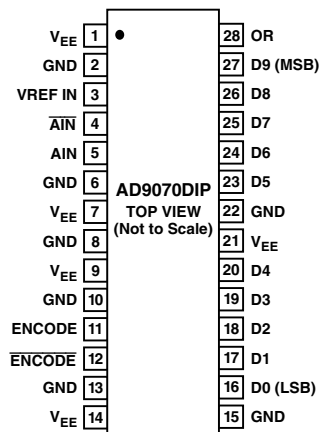 VEE 1 28 OR
GND 2 27 D9 (MSB)
VREF IN 3 26 D8
AIN 4 25 D7
AIN 5 24 D6
GND 6 23 D5
AD9070DIP
VEE 7 TOP VIEW 22 GND
(Not to Scale)
GND 8 21 VEE
VEE 9 20 D4
GND 10 19 D3
ENCODE 11 18 D2
ENCODE 12 17 D1
GND 13 16 D0 (LSB)
VEE 14 15 GND